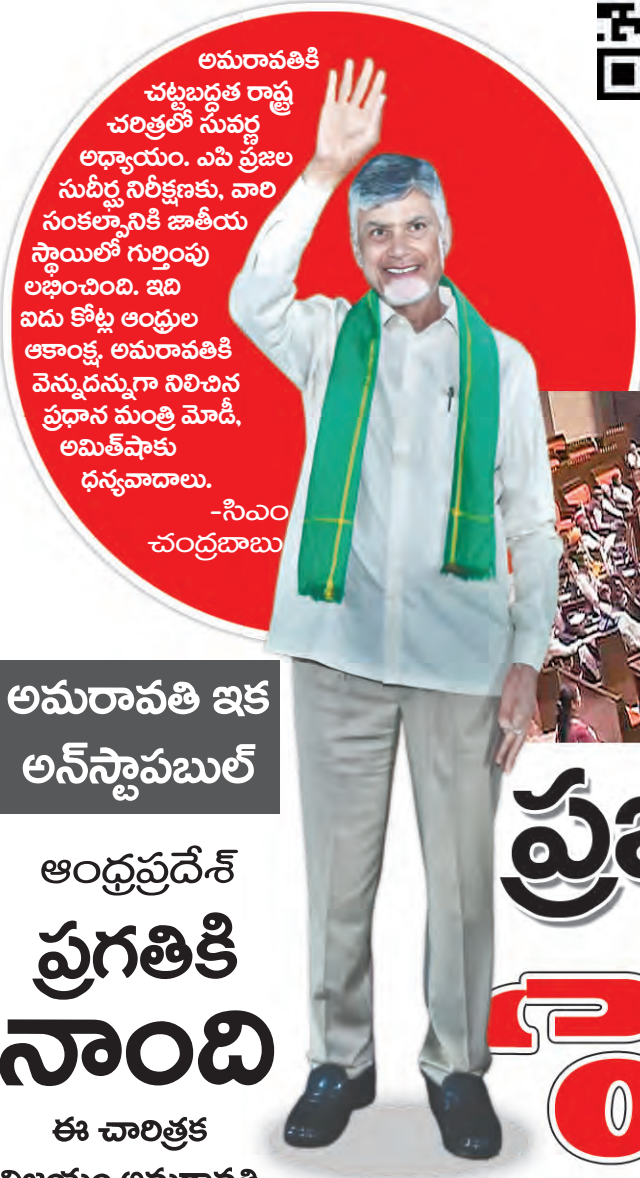 అమరావతికి
చట్టబద్ధత రాష్ట్ర
చరిత్రలో సువర్ణ
అధ్యాయం. ఎపి ప్రజల
సుదీర్ఘ నిరీక్షణకు, వారి
సంకల్పానికి జాతీయ
స్థాయిలో గుర్తింపు
లభించింది. ఇది
ఐదు కోట్ల ఆంధ్రుల
ఆకాంక్ష. అమరావతికి
వెన్నుదన్నుగా నిలిచిన
ప్రధాన మంత్రి మోడీ,
అమిత్‌షాకు
ధన్యవాదాలు.
-సిఎం
చంద్రబాబు
అమరావతి ఇక
అన్‌స్టాపబుల్
ఆంధ్రప్రదేశ్
ప్రగతికి
నాంది
ఈ చారిత్రక